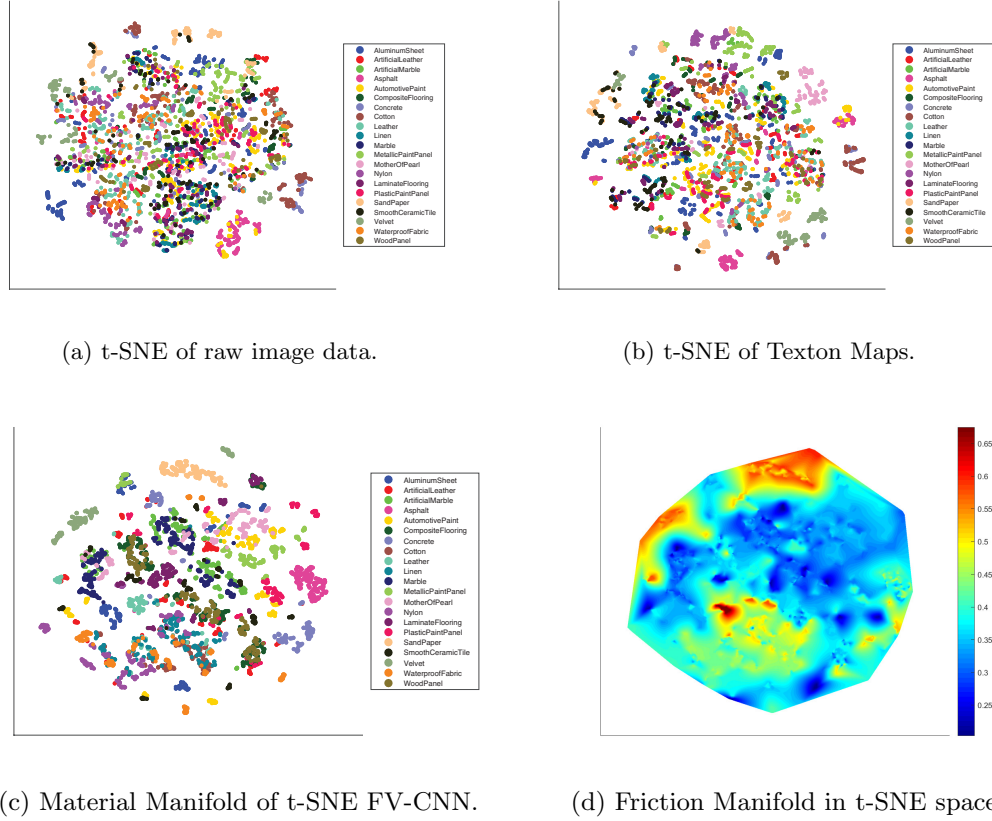 AluminumSheet
ArtificialLeather
ArtificialMarble
Asphalt
AutomotivePaint
CompositeFlooring
Concrete
Cotton
Leather
Linen
Marble
MetallicPaintPanel
MotherOfPearl
Nylon
LaminateFlooring
PlasticPaintPanel
SandPaper
SmoothCeramicTile
Velvet
WaterproofFabric
WoodPanel
AluminumSheet
ArtificialLeather
ArtificialMarble
Asphalt
AutomotivePaint
CompositeFlooring
Concrete
Cotton
Leather
Linen
Marble
MetallicPaintPanel
MotherOfPearl
Nylon
LaminateFlooring
PlasticPaintPanel
SandPaper
SmoothCeramicTile
Velvet
WaterproofFabric
WoodPanel
(a) t-SNE of raw image data.
(b) t-SNE of Texton Maps.
AluminumSheet
ArtificialLeather
ArtificialMarble
Asphalt
AutomotivePaint
CompositeFlooring
Concrete
Cotton
Leather
Linen
Marble
MetallicPaintPanel
MotherOfPearl
Nylon
LaminateFlooring
PlasticPaintPanel
SandPaper
SmoothCeramicTile
Velvet
WaterproofFabric
WoodPanel
0.65
0.6
0.55
0.5
0.45
0.4
0.35
0.3
0.25
(c) Material Manifold of t-SNE FV-CNN.
(d) Friction Manifold in t-SNE space